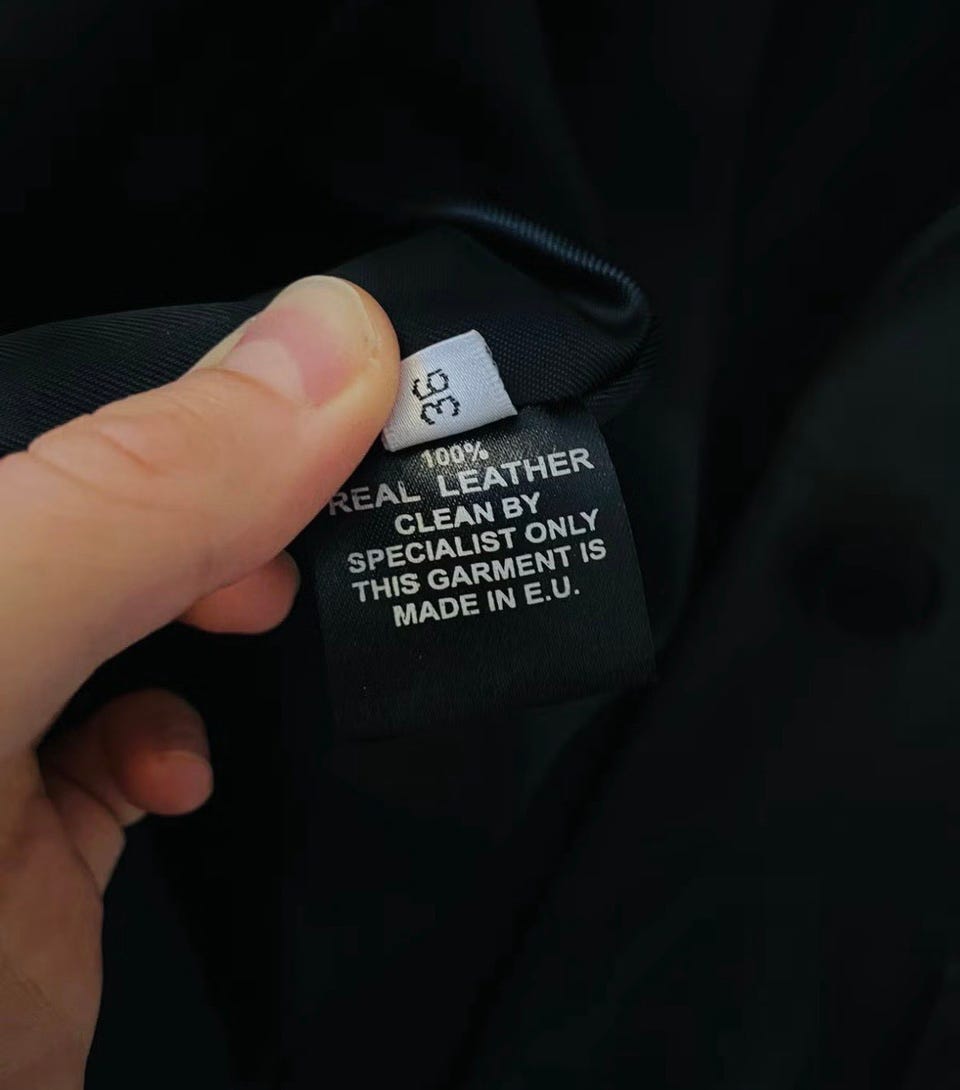 36
100%
REAL LEATHER
CLEAN BY
SPECIALIST ONLY
THIS GARMENT IS
MADE IN E.U.